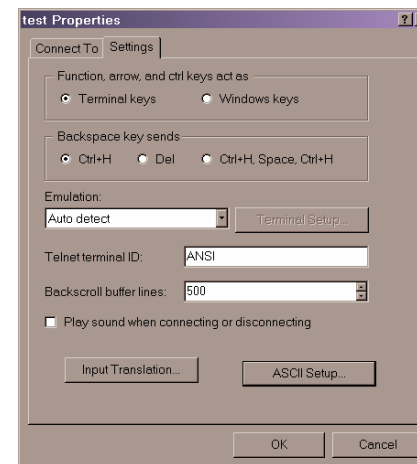 test Properties ?
Connect To Settings
Function, arrow, and ctrl keys act as
Terminal keys Windows keys
Backspace key sends
Ctrl+H Del Ctrl+H, Space, Ctrl+H
Emulation:
Auto detect Terminal Setup...
Telnet terminal ID: ANSI
Backscroll buffer lines: 500
Play sound when connecting or disconnecting
Input Translation... ASCII Setup...
OK Cancel